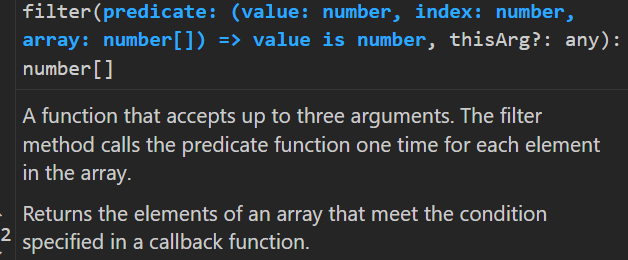 filter(predicate: (value: number, index: number,
array: number[]) => value is number, thisArg?: any):
number[]
A function that accepts up to three arguments. The filter
method calls the predicate function one time for each element
in the array.
Returns the elements of an array that meet the condition
2 specified in a callback function.